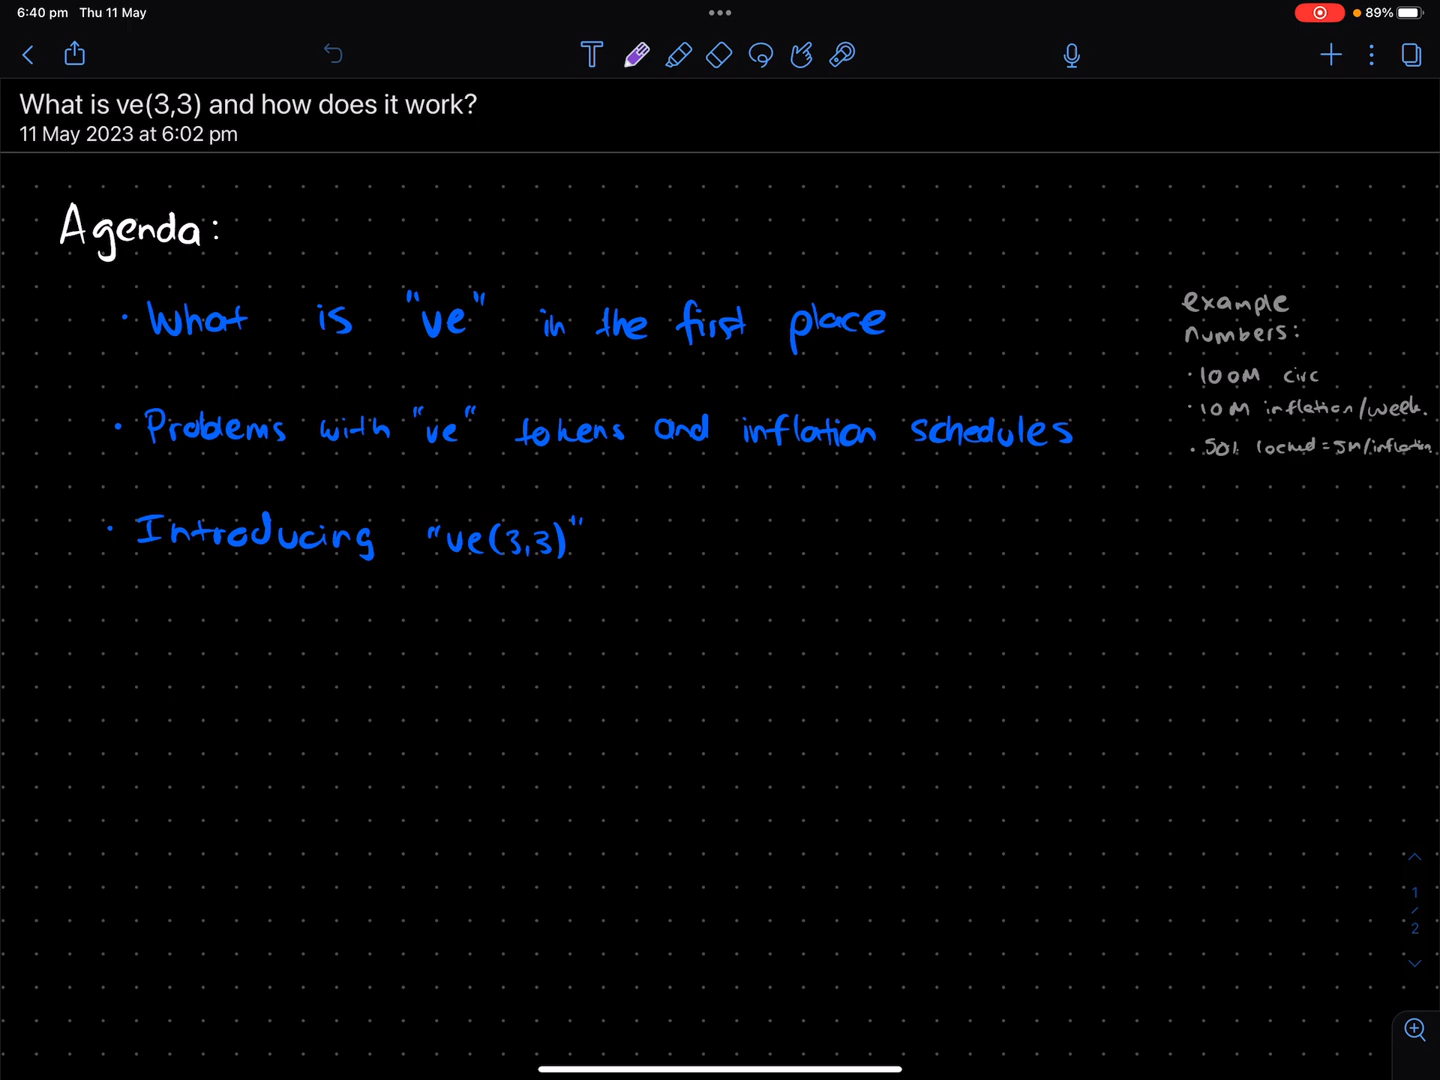 6:40 pm Thu 11 May
89%
What is ve(3,3) and how does it work?
11 May 2023 at 6:02 pm
Agenda:
· What is "ve" in the first place
· Problems with "ve" tokens and inflation schedules
· Introducing "ve(3,3)"
example
numbers:
· 100M circ
· 10M inflation/week.
· 50% locked = 5M/inflation
1
/
2